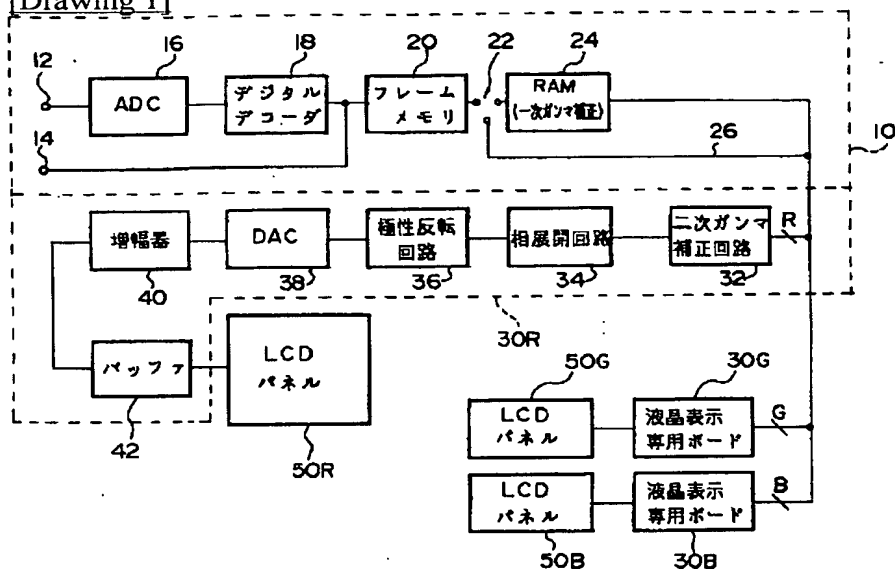 [Drawing 1]
12
16
18
20
22
24
ADC
デジタル
デコーダ
フレーム
メモリ
RAM
(一次ガンマ補正)
14
26
10
増幅器
DAC
極性反転
回路
相展開回路
二次ガンマ
補正回路
R
40
38
36
34
32
30R
バッファ
42
LCD
パネル
50R
50G
30G
LCD
パネル
液晶表示
専用ボード
G
LCD
パネル
液晶表示
専用ボード
B
50B
30B